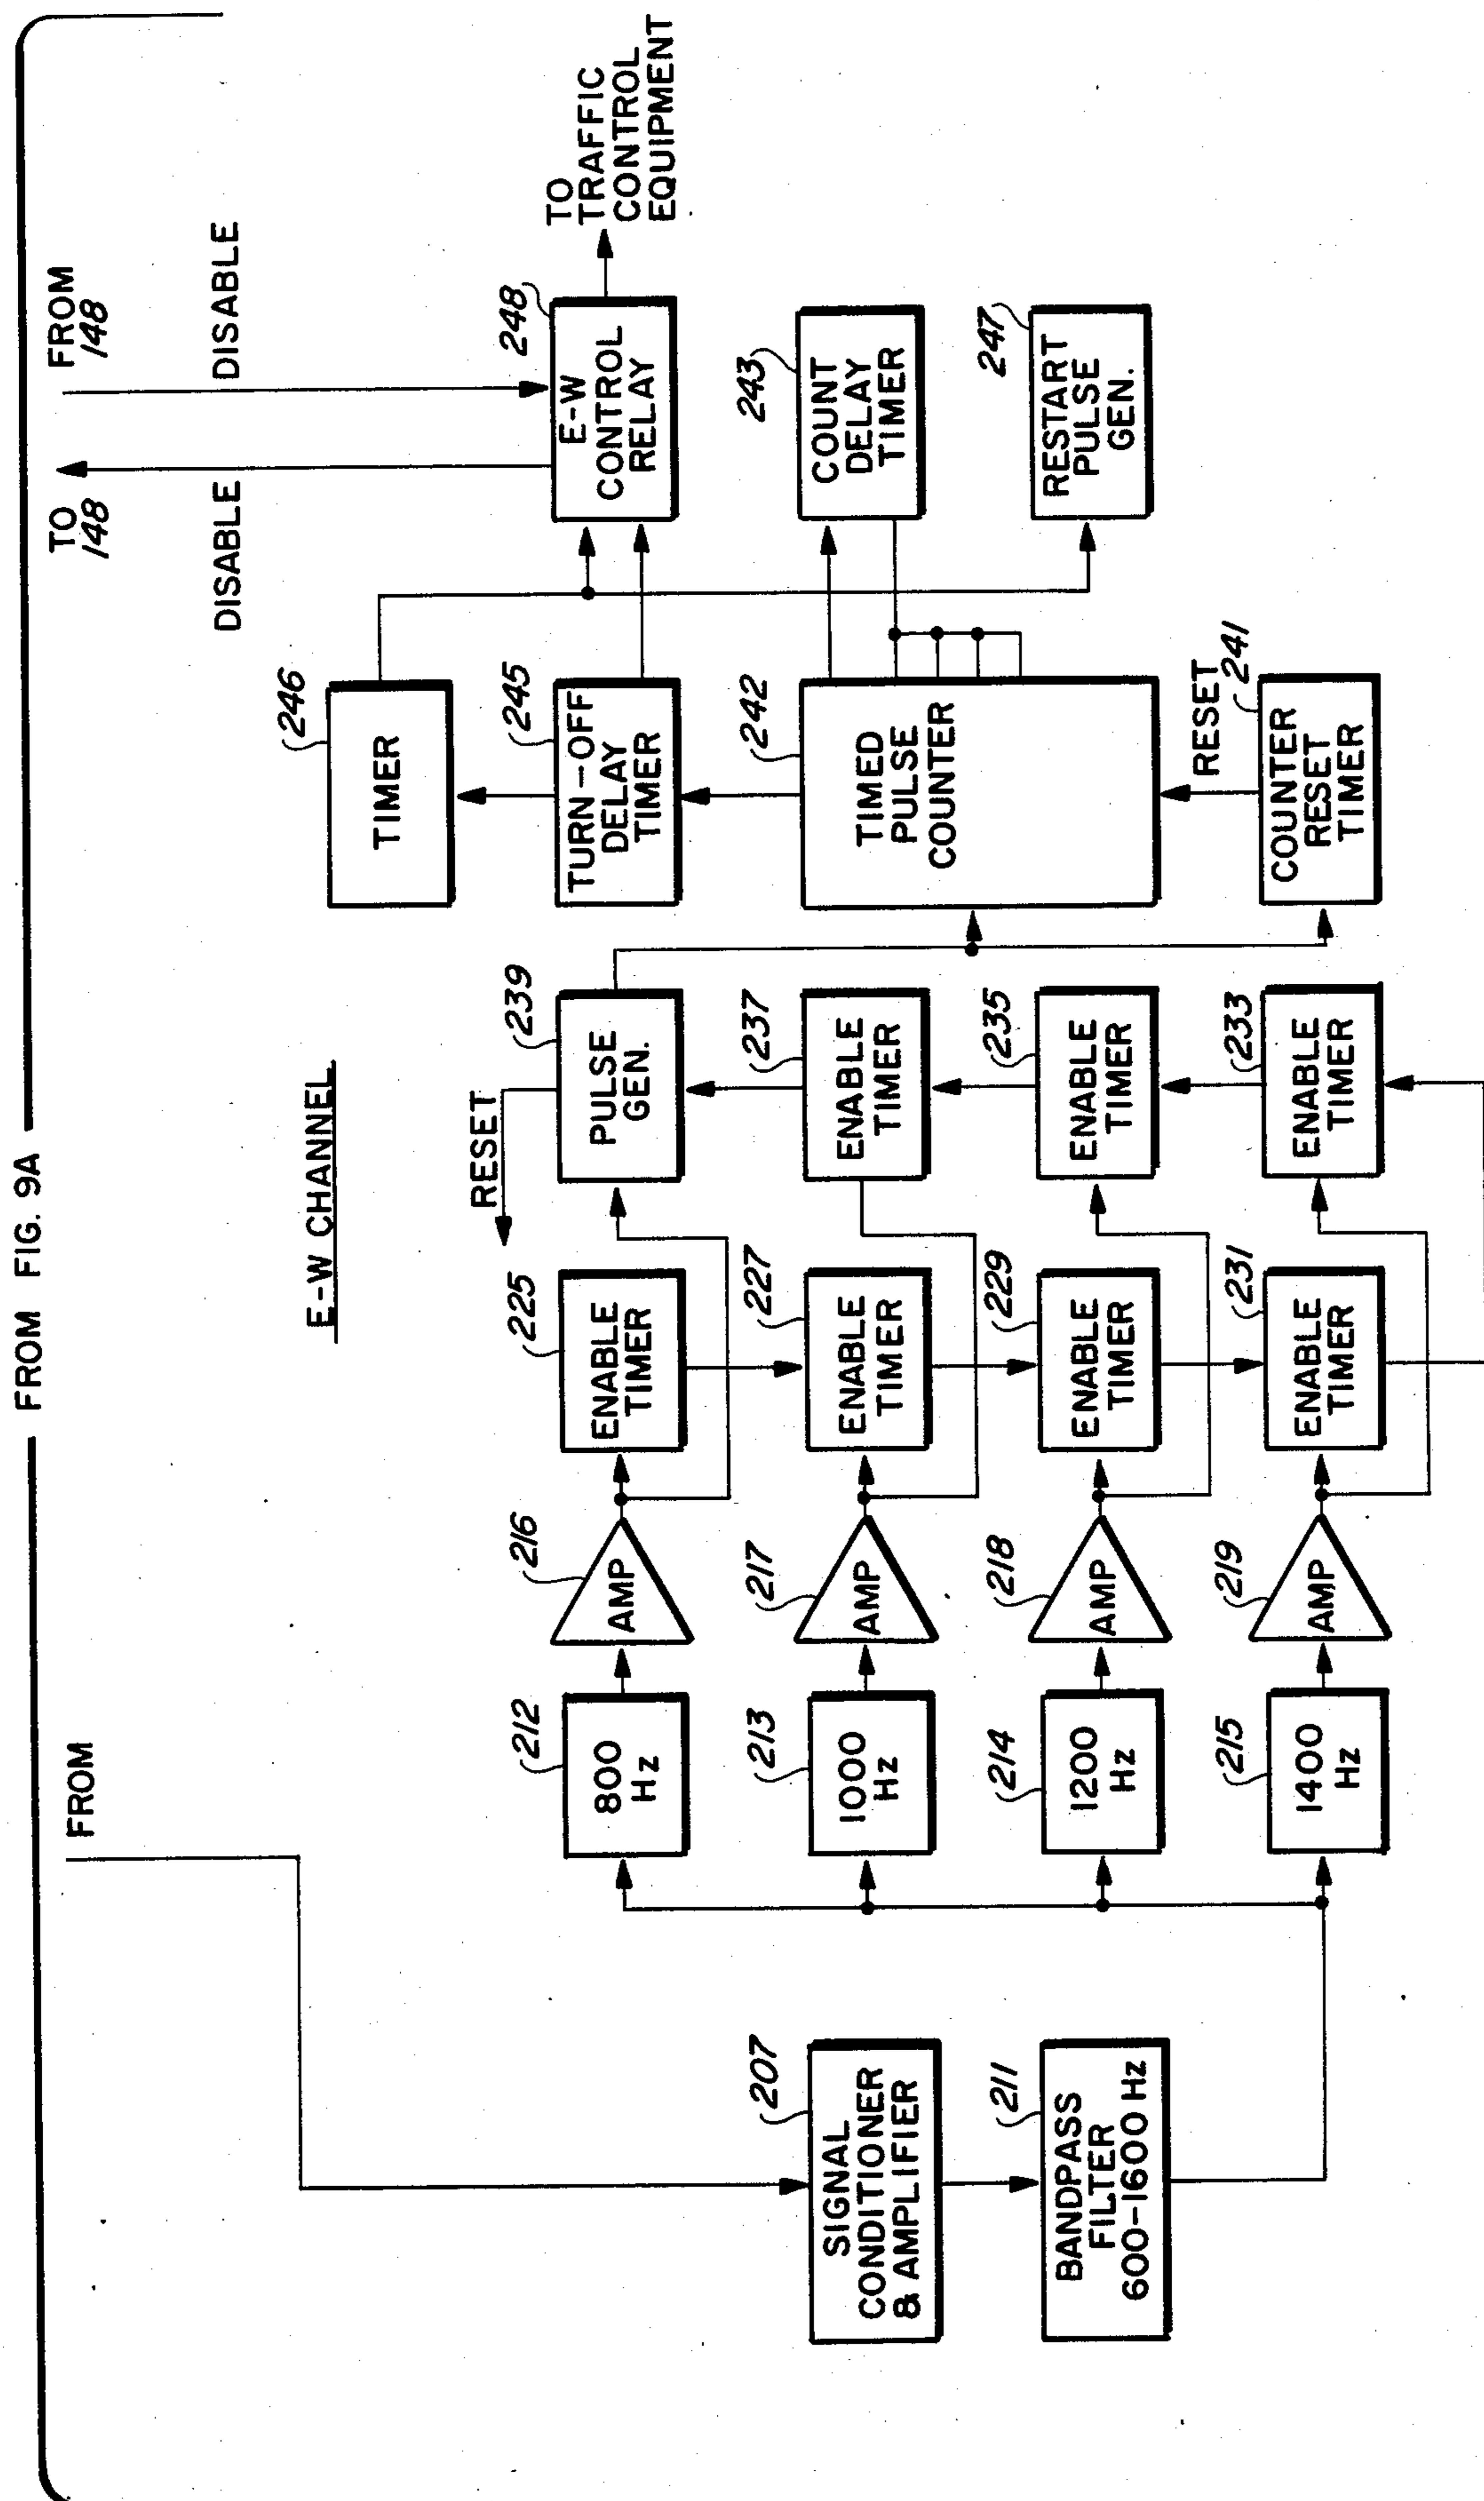 FROM FIG. 9A
FROM
TO
148
FROM
148
DISABLE
DISABLE
E-W CHANNEL
SIGNAL
CONDITIONER
& AMPLIFIER
207
BANDPASS
FILTER
600-1600 Hz
211
800
Hz
212
1000
Hz
213
1200
Hz
214
1400
Hz
215
AMP
216
AMP
217
AMP
218
AMP
219
ENABLE
TIMER
225
ENABLE
TIMER
227
ENABLE
TIMER
229
ENABLE
TIMER
231
RESET
PULSE
GEN.
239
ENABLE
TIMER
237
ENABLE
TIMER
235
ENABLE
TIMER
233
TIMER
246
TURN-OFF
DELAY
TIMER
245
TIMED
PULSE
COUNTER
242
RESET
COUNTER
RESET
TIMER
241
E-W
CONTROL
RELAY
248
COUNT
DELAY
TIMER
243
RESTART
PULSE
GEN.
247
TO
TRAFFIC
CONTROL
EQUIPMENT